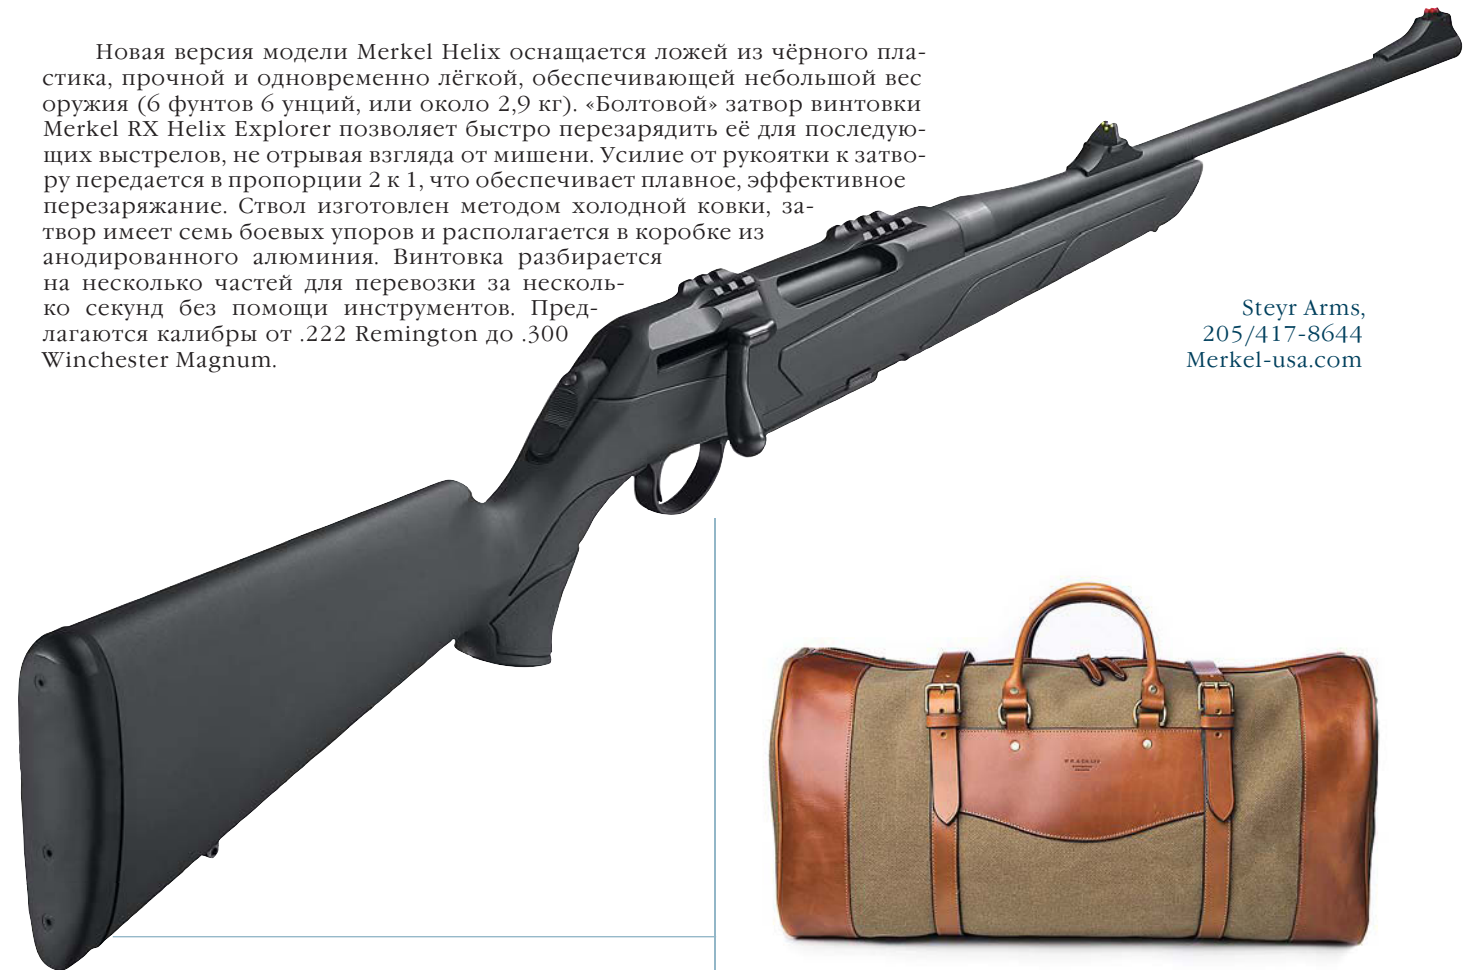 Новая версия модели Merkel Helix оснащается ложей из чёрного пла-
стика, прочной и одновременно лёгкой, обеспечивающей небольшой вес
оружия (6 фунтов 6 унций, или около 2,9 кг). «Болтовой» затвор винтовки
Merkel RX Helix Explorer позволяет быстро перезарядить её для последую-
щих выстрелов, не отрывая взгляда от мишени. Усилие от рукоятки к затво-
ру передается в пропорции 2 к 1, что обеспечивает плавное, эффективное
перезаряжание. Ствол изготовлен методом холодной ковки, за-
твор имеет семь боевых упоров и располагается в коробке из
анодированного алюминия. Винтовка разбирается
на несколько частей для перевозки за несколь-
ко секунд без помощи инструментов. Пред-
лагаются калибры от .222 Remington до .300
Winchester Magnum.
Steyr Arms,
205/417-8644
Merkel-usa.com